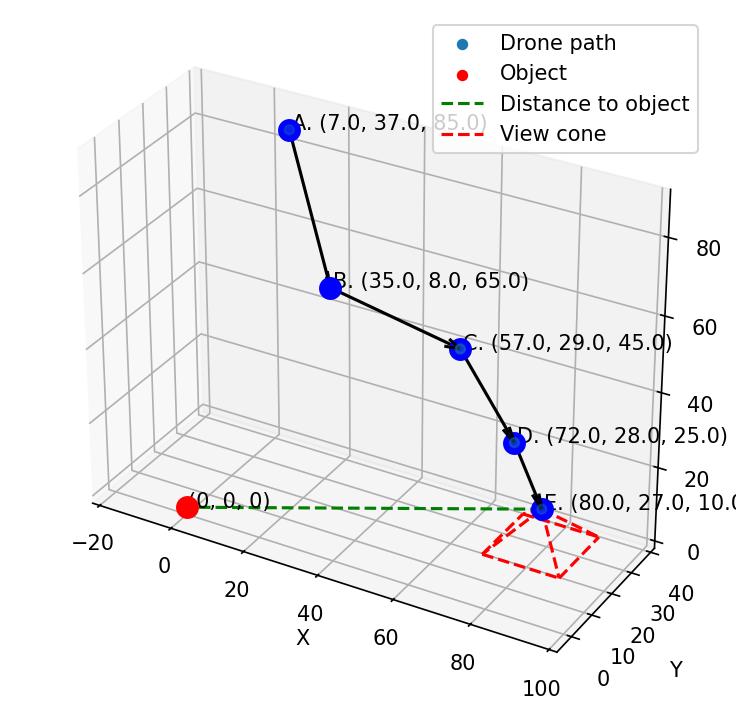 Drone path
Object
Distance to object
View cone
A. (7.0, 37.0, 85.0)
B. (35.0, 8.0, 65.0)
C. (57.0, 29.0, 45.0)
D. (72.0, 28.0, 25.0)
E. (80.0, 27.0, 10.0
(0, 0, 0)
80
60
40
20
0
−20
0
20
40
60
80
100
X
40
30
20
10
0
Y